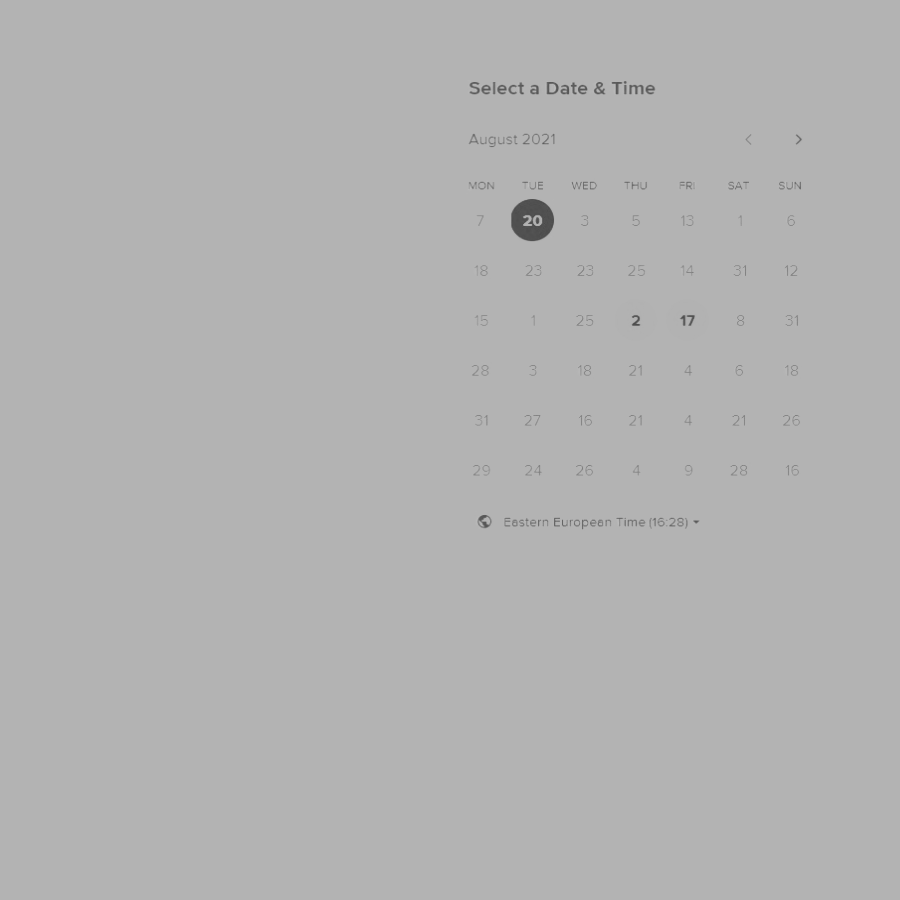 Select a Date & Time
August 2021
MON TUE WED THU FRI SAT SUN
7 20 3 5 13 1 6
18 23 23 25 14 31 12
15 1 25 2 17 8 31
28 3 18 21 4 6 18
31 27 16 21 4 21 26
29 24 26 4 9 28 16
Eastern European Time (16:28)